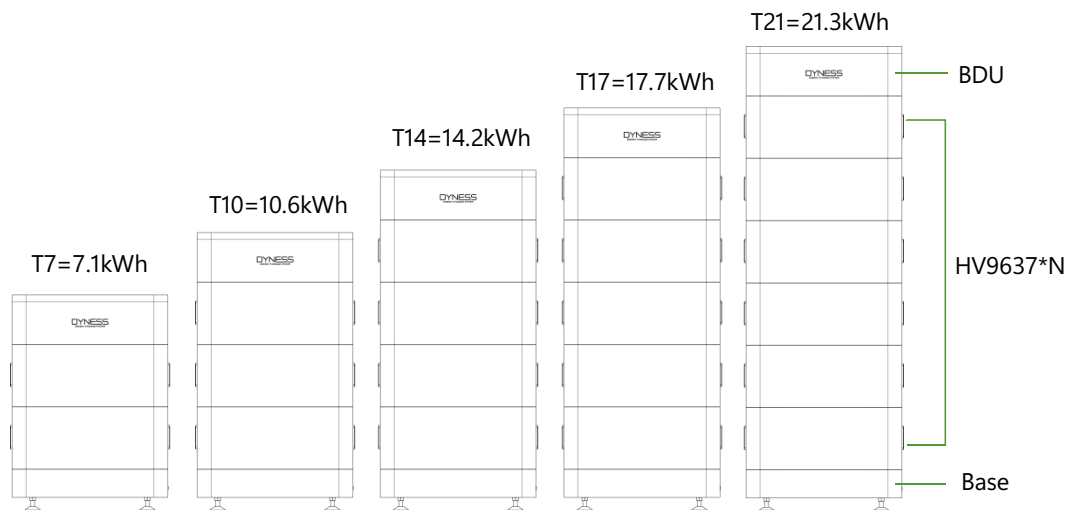 T21=21.3kWh
DYNESS
BDU
T17=17.7kWh
DYNESS
T14=14.2kWh
DYNESS
T10=10.6kWh
DYNESS
HV9637*N
T7=7.1kWh
DYNESS
Base